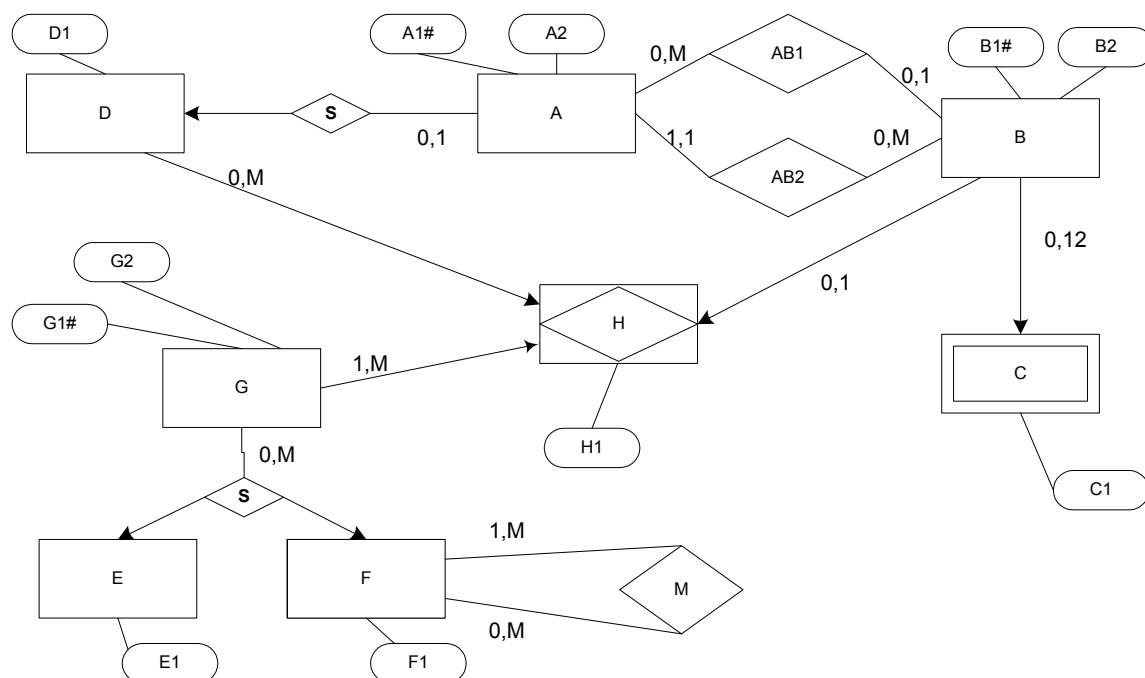 D1
A1#
A2
B1#
B2
D
S
A
0,M
AB1
0,1
B
0,1
1,1
AB2
0,M
0,M
0,12
G2
G1#
H
0,1
C
G
1,M
H1
0,M
S
C1
E
F
1,M
M
0,M
E1
F1